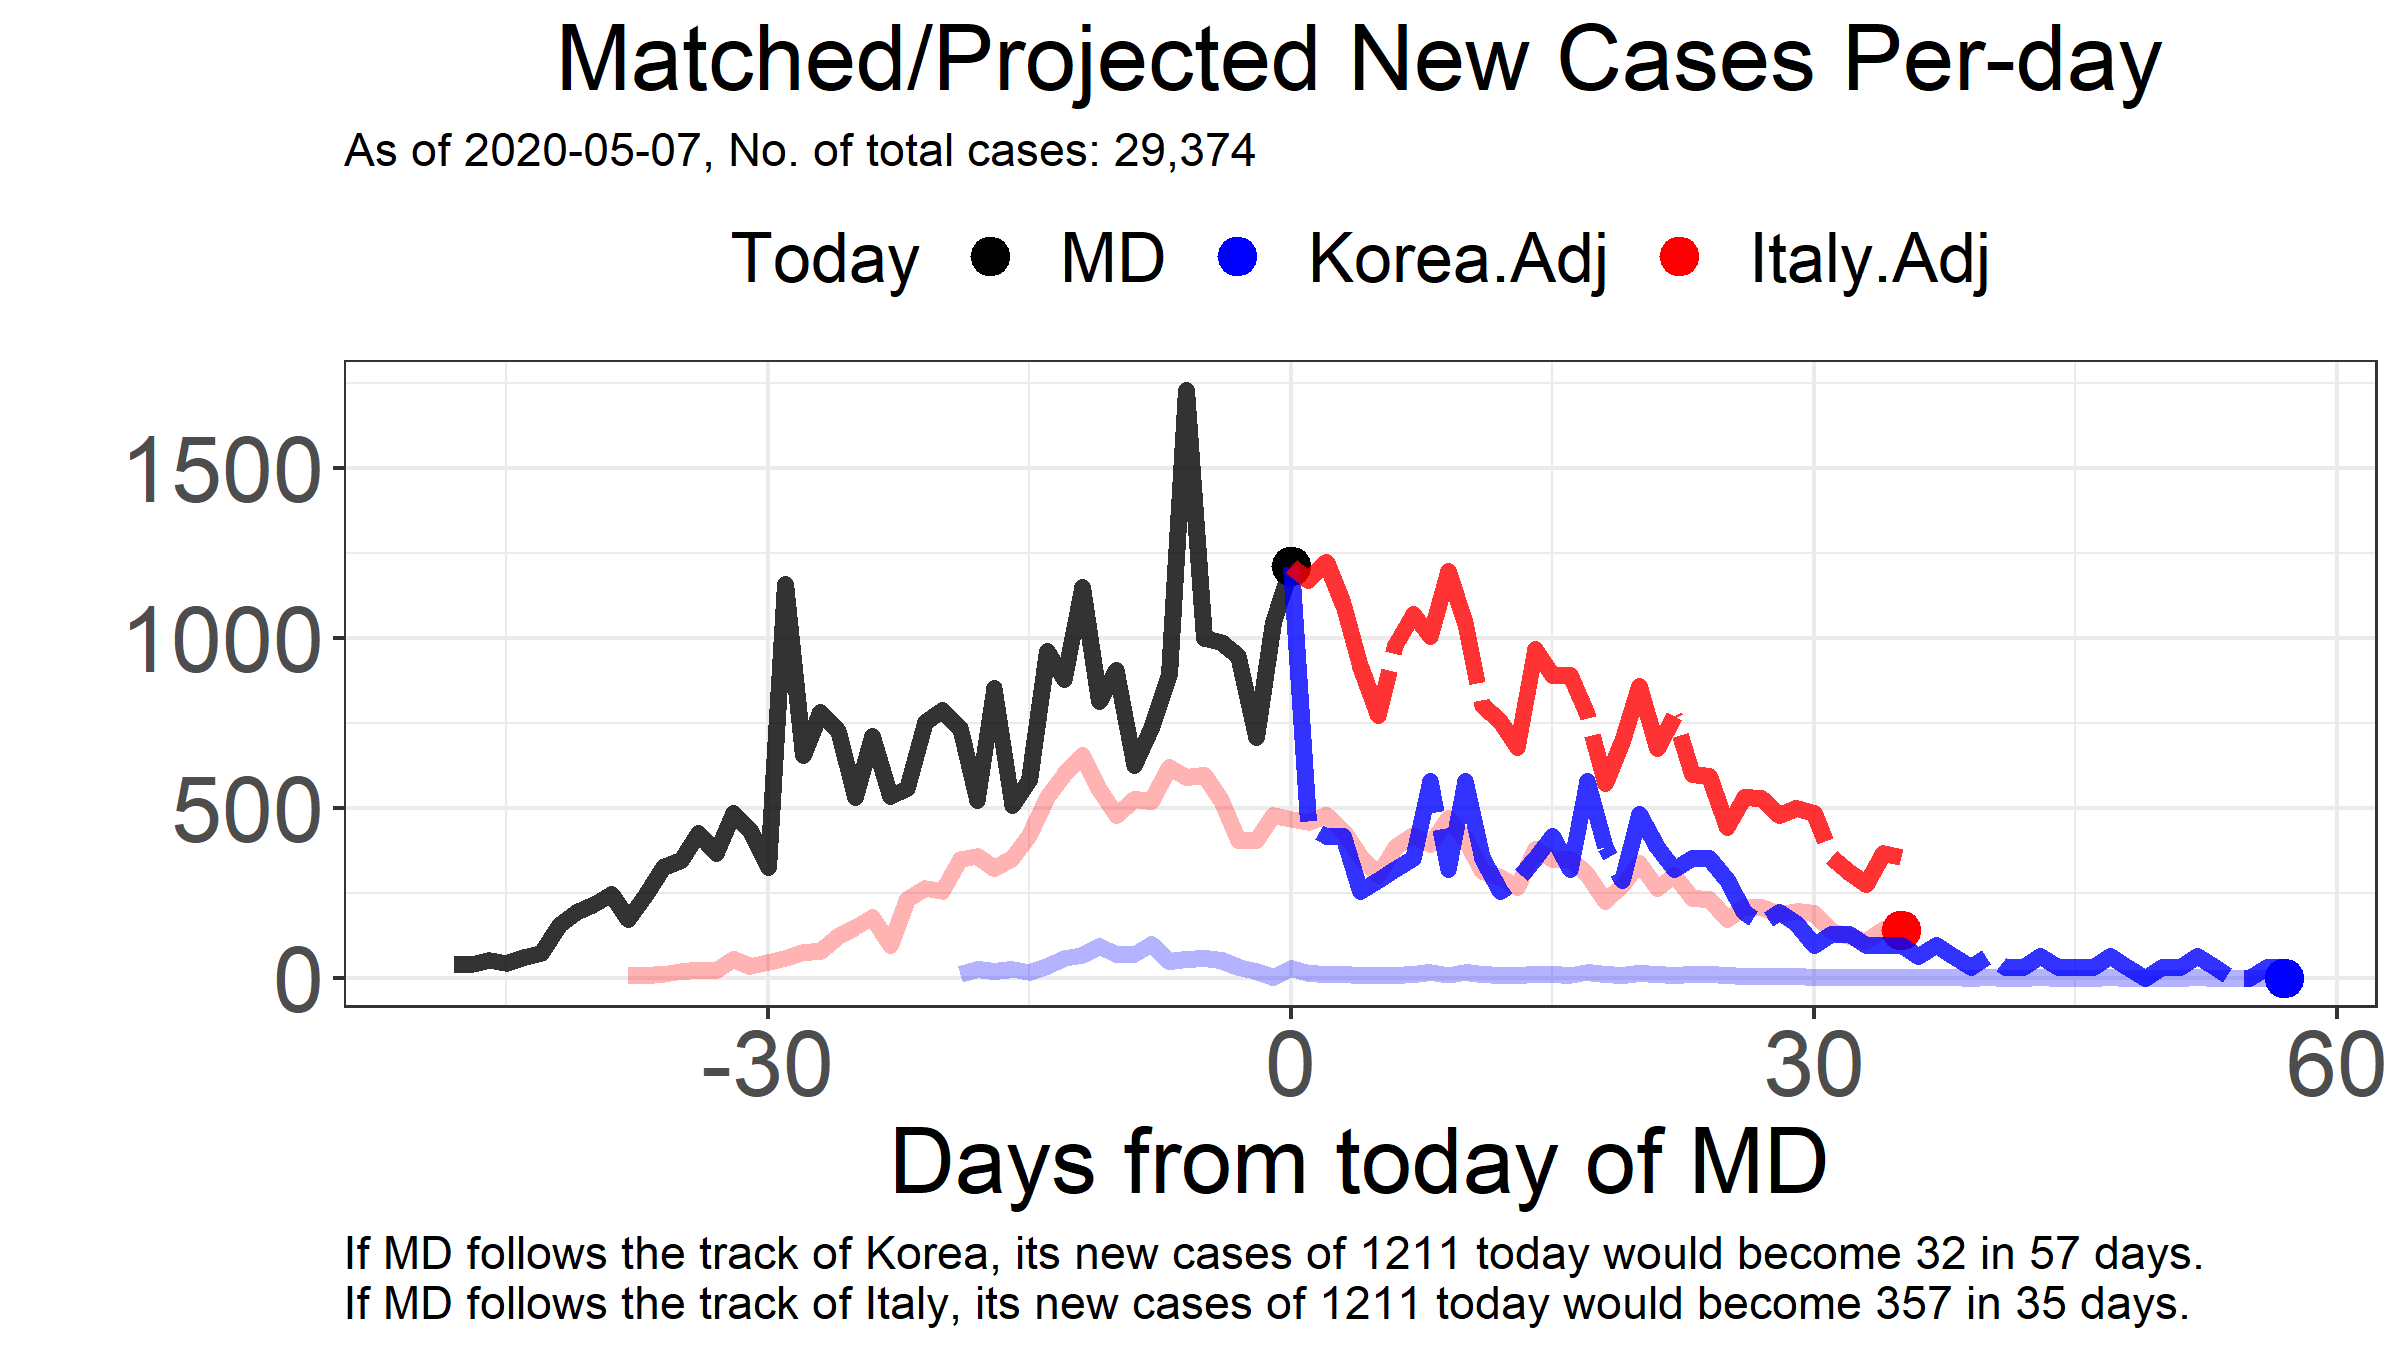 Matched/Projected New Cases Per-day
As of 2020-05-07, No. of total cases: 29,374
Today MD Korea.Adj Italy.Adj
1500
1000
500
0
-30 0 30 60
Days from today of MD
If MD follows the track of Korea, its new cases of 1211 today would become 32 in 57 days.
If MD follows the track of Italy, its new cases of 1211 today would become 357 in 35 days.